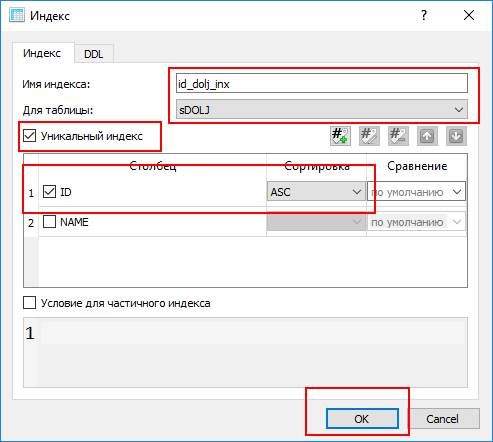 Индекс
Индекс DDL
Имя индекса: id_dolj_inx
Для таблицы: sDOLJ
Уникальный индекс
Столбец Сортировка Сравнение
1 ID ASC по умолчанию
2 NAME по умолчанию
Условие для частичного индекса
1
OK Cancel